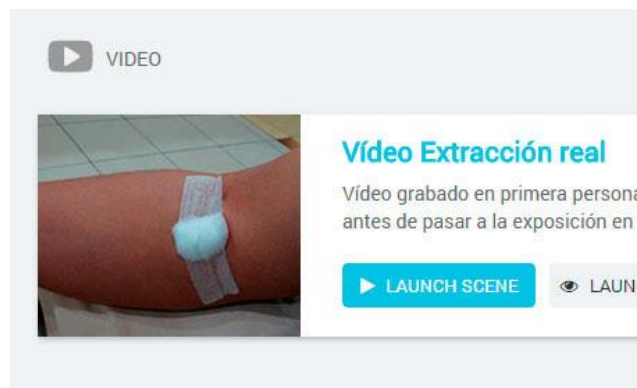 VIDEO
Vídeo Extracción real
Vídeo grabado en primera persona
antes de pasar a la exposición en
LAUNCH SCENE